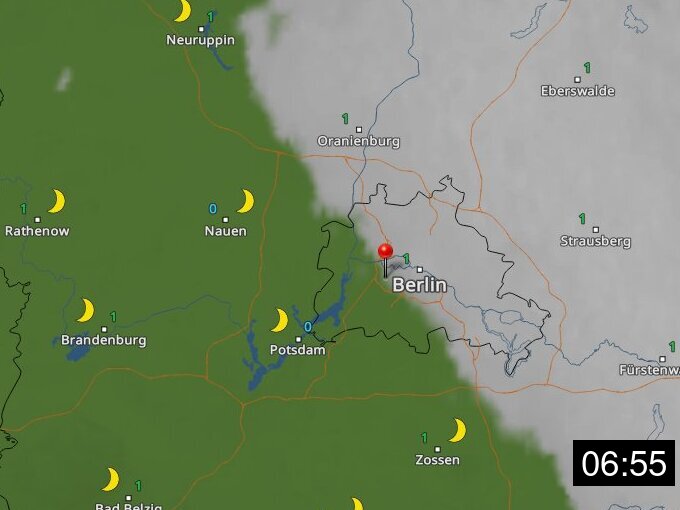 1
Neuruppin
1
Eberswalde
1
Oranienburg
1
Rathenow
0
Nauen
1
Strausberg
1
Berlin
1
Brandenburg
0
Potsdam
1
Fürstenwa
1
Zossen
06:55
1
Bad Belzig